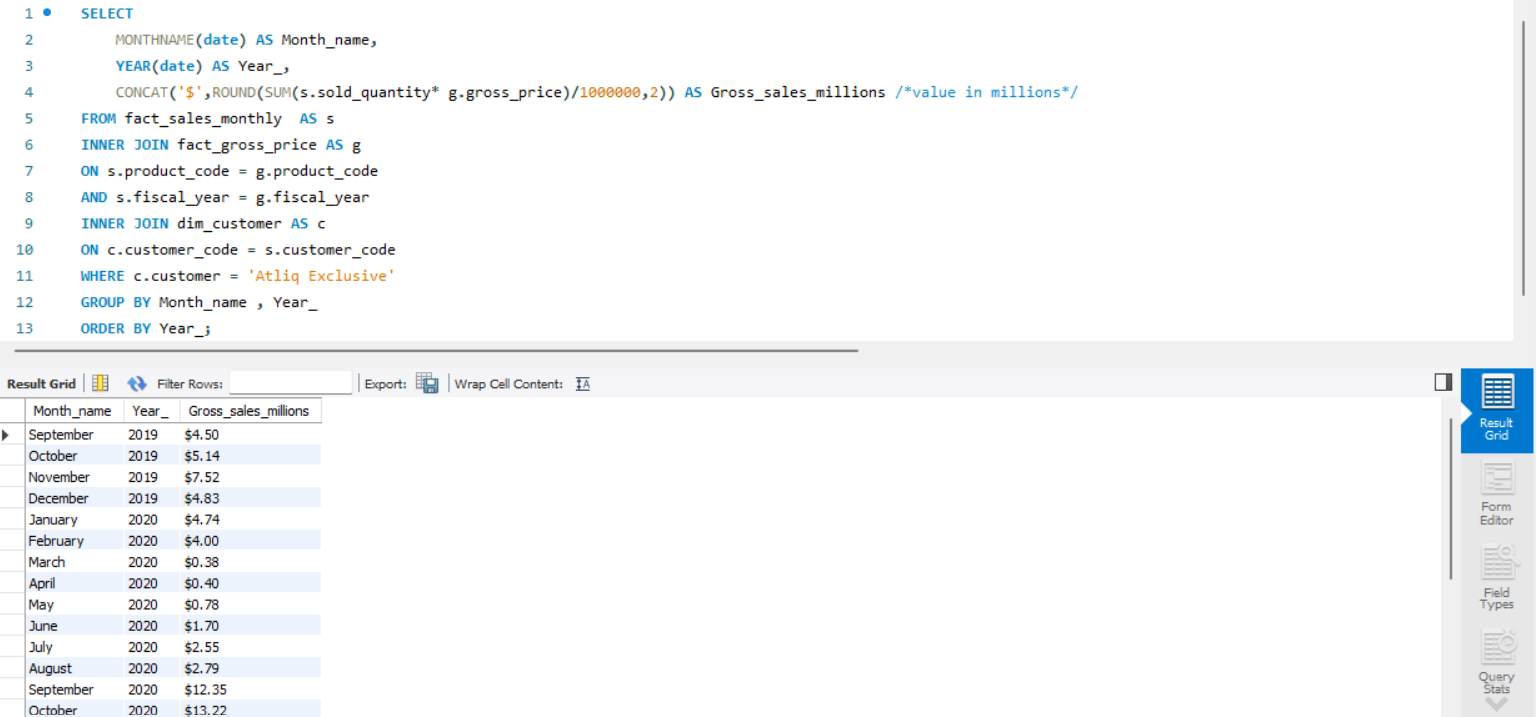 1 SELECT
2 MONTHNAME(date) AS Month_name,
3 YEAR(date) AS Year_,
4 CONCAT('$',ROUND(SUM(s.sold_quantity* g.gross_price)/1000000,2)) AS Gross_sales_millions /*value in millions*/
5 FROM fact_sales_monthly  AS s
6 INNER JOIN fact_gross_price AS g
7 ON s.product_code = g.product_code
8 AND s.fiscal_year = g.fiscal_year
9 INNER JOIN dim_customer AS c
10 ON c.customer_code = s.customer_code
11 WHERE c.customer = 'Atliq Exclusive'
12 GROUP BY Month_name , Year_
13 ORDER BY Year_;
Result Grid Filter Rows: Export: Wrap Cell Content: IA
Month_name Year_ Gross_sales_millions
September 2019 $4.50
October 2019 $5.14
November 2019 $7.52
December 2019 $4.83
January 2020 $4.74
February 2020 $4.00
March 2020 $0.38
April 2020 $0.40
May 2020 $0.78
June 2020 $1.70
July 2020 $2.55
August 2020 $2.79
September 2020 $12.35
October 2020 $13.22
Result
Grid
Form
Editor
Field
Types
Query
Stats